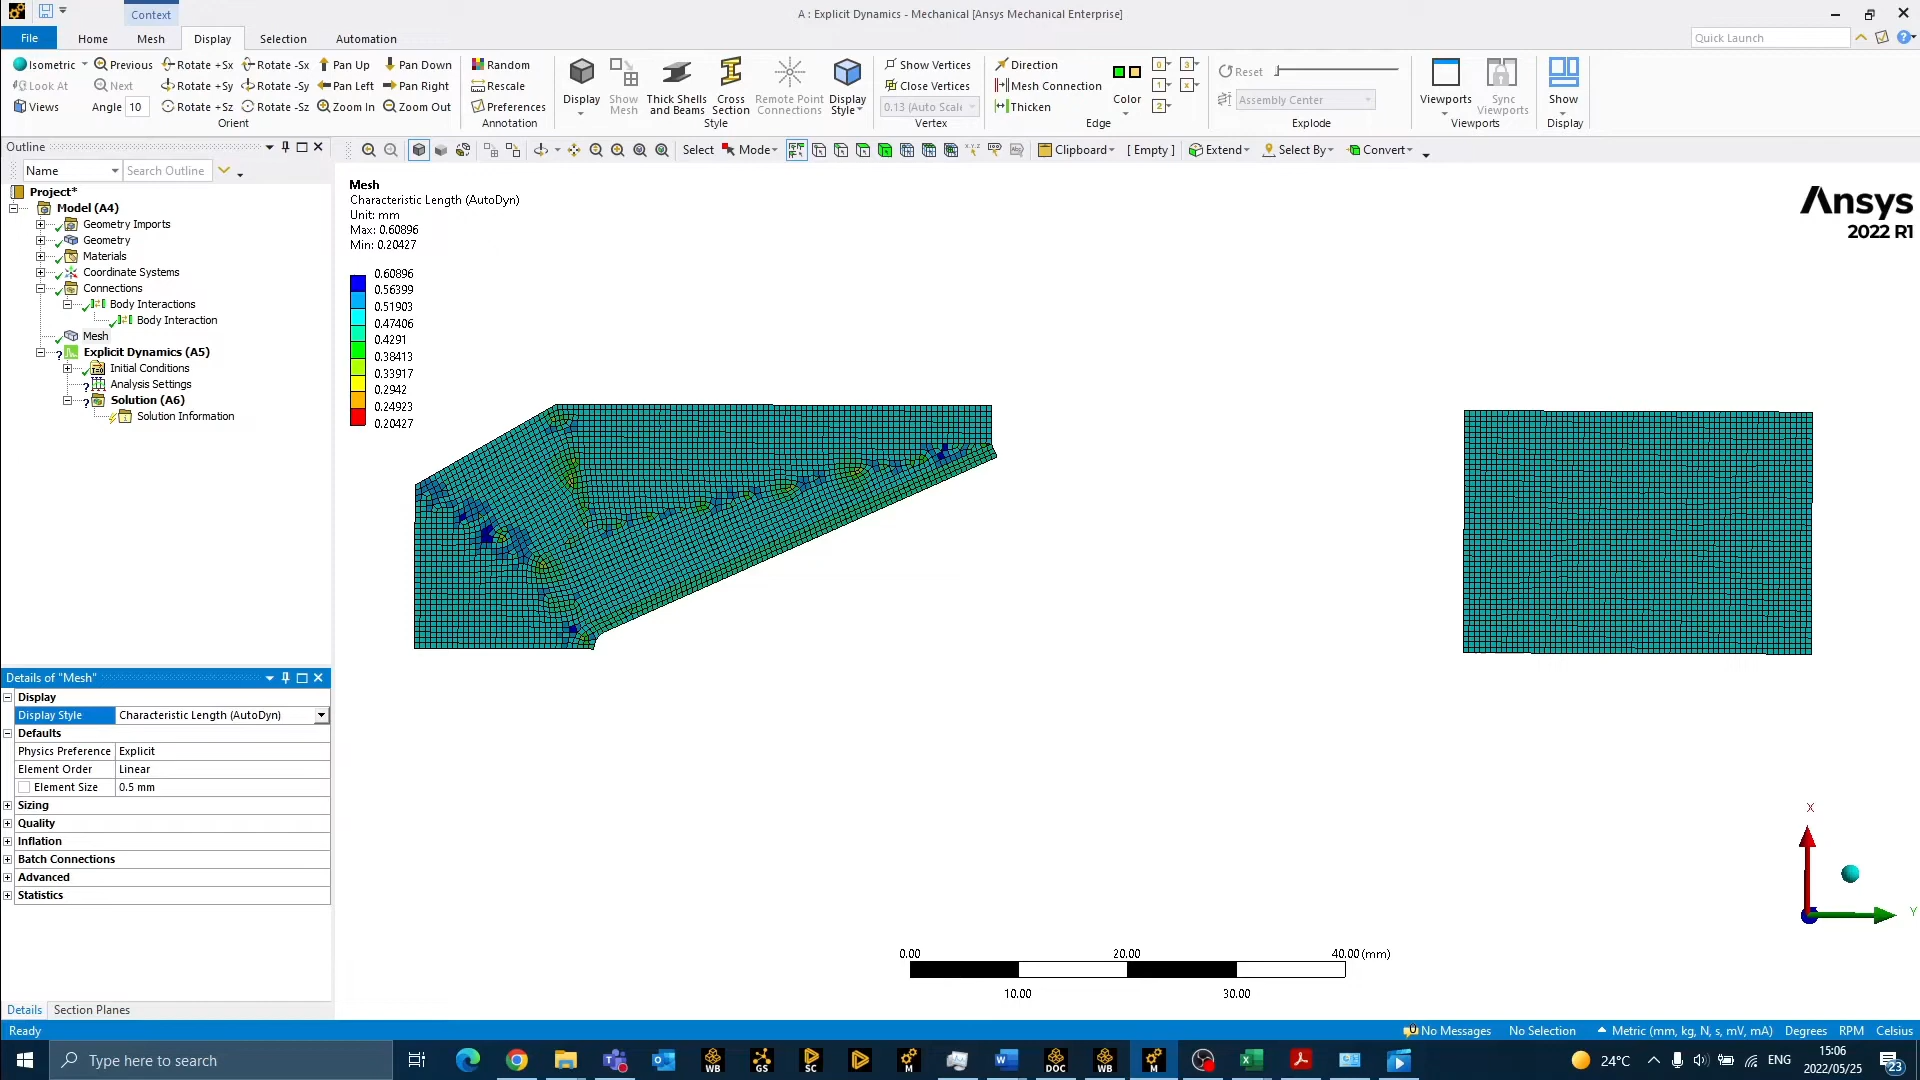 Context
A : Explicit Dynamics - Mechanical [Ansys Mechanical Enterprise]
File Home Mesh Display Selection Automation
Quick Launch
Isometric Previous Rotate +Sx Rotate -Sx Pan Up Pan Down
Look At Next Rotate +Sy Rotate -Sy Pan Left Pan Right
Views Angle 10 Rotate +Sz Rotate -Sz Zoom In Zoom Out
Orient
Random
Rescale
Preferences
Annotation
Display Show Mesh Thick Shells and Beams Cross Section Remote Point Connections Display Style
Style
Show Vertices
Close Vertices
0.13 (Auto Scale
Vertex
Direction
Mesh Connection
Thicken
Color
Edge
Reset
Assembly Center
Explode
Viewports Sync Viewports
Viewports
Show
Display
Outline
Select Mode Clipboard [ Empty ] Extend Select By Convert
Name Search Outline
Project*
Model (A4)
Geometry Imports
Geometry
Materials
Coordinate Systems
Connections
Body Interactions
Body Interaction
Mesh
Explicit Dynamics (A5)
Initial Conditions
Analysis Settings
Solution (A6)
Solution Information
Mesh
Characteristic Length (AutoDyn)
Unit: mm
Max: 0.60896
Min: 0.20427
0.60896
0.56399
0.51903
0.47406
0.4291
0.38413
0.33917
0.2942
0.24923
0.20427
Ansys
2022 R1
Details of "Mesh"
Display
Display Style Characteristic Length (AutoDyn)
Defaults
Physics Preference Explicit
Element Order Linear
Element Size 0.5 mm
Sizing
Quality
Inflation
Batch Connections
Advanced
Statistics
X
Y
0.00 20.00 40.00 (mm)
10.00 30.00
Details Section Planes
Ready
No Messages No Selection Metric (mm, kg, N, s, mV, mA) Degrees RPM Celsius
Type here to search
WB GS SC M DOC WB M
24°C ENG
15:06
2022/05/25
23